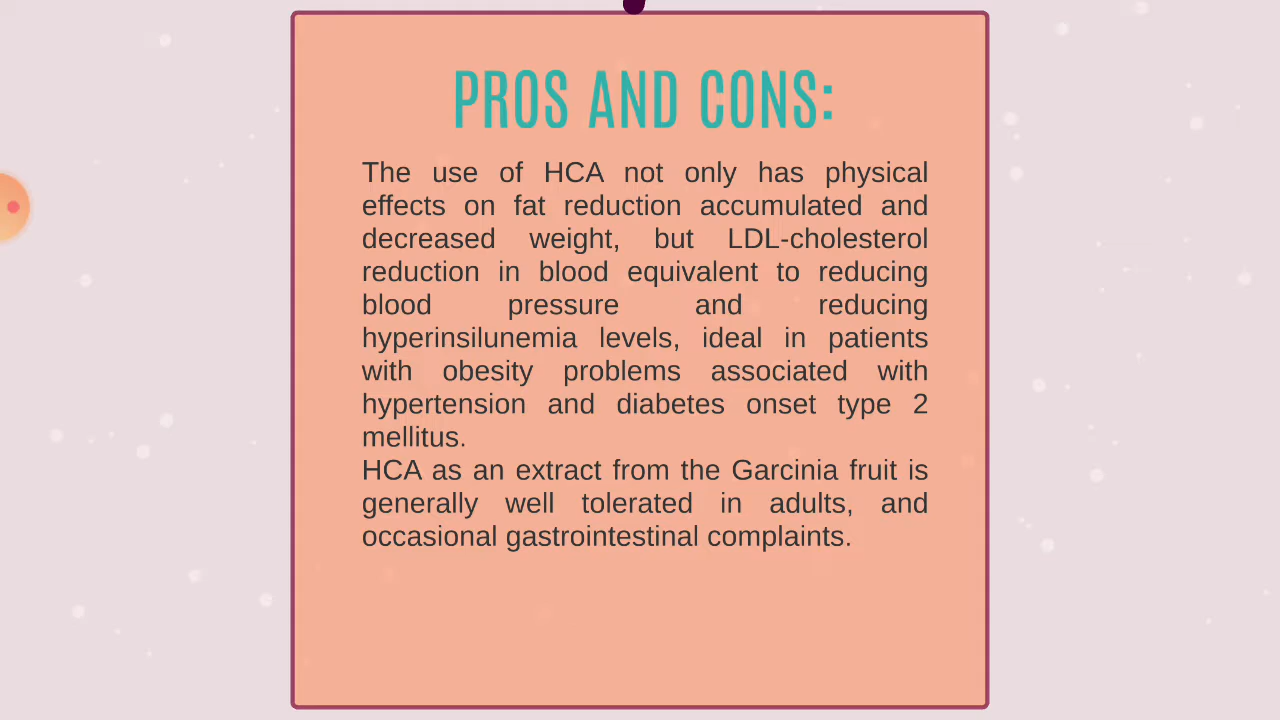 PROS AND CONS:
The use of HCA not only has physical
effects on fat reduction accumulated and
decreased weight, but LDL-cholesterol
reduction in blood equivalent to reducing
blood pressure and reducing
hyperinsilunemia levels, ideal in patients
with obesity problems associated with
hypertension and diabetes onset type 2
mellitus.
HCA as an extract from the Garcinia fruit is
generally well tolerated in adults, and
occasional gastrointestinal complaints.